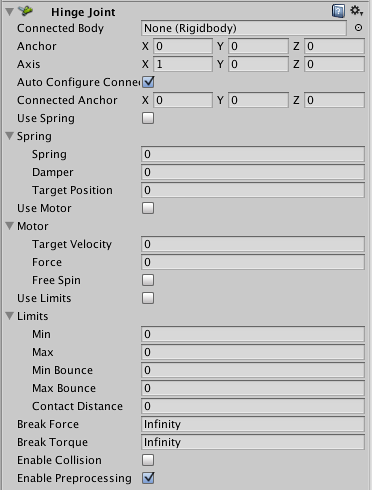 Hinge Joint
Connected Body None (Rigidbody)
Anchor X 0 Y 0 Z 0
Axis X 1 Y 0 Z 0
Auto Configure Conne
Connected Anchor X 0 Y 0 Z 0
Use Spring
Spring
Spring 0
Damper 0
Target Position 0
Use Motor
Motor
Target Velocity 0
Force 0
Free Spin
Use Limits
Limits
Min 0
Max 0
Min Bounce 0
Max Bounce 0
Contact Distance 0
Break Force Infinity
Break Torque Infinity
Enable Collision
Enable Preprocessing